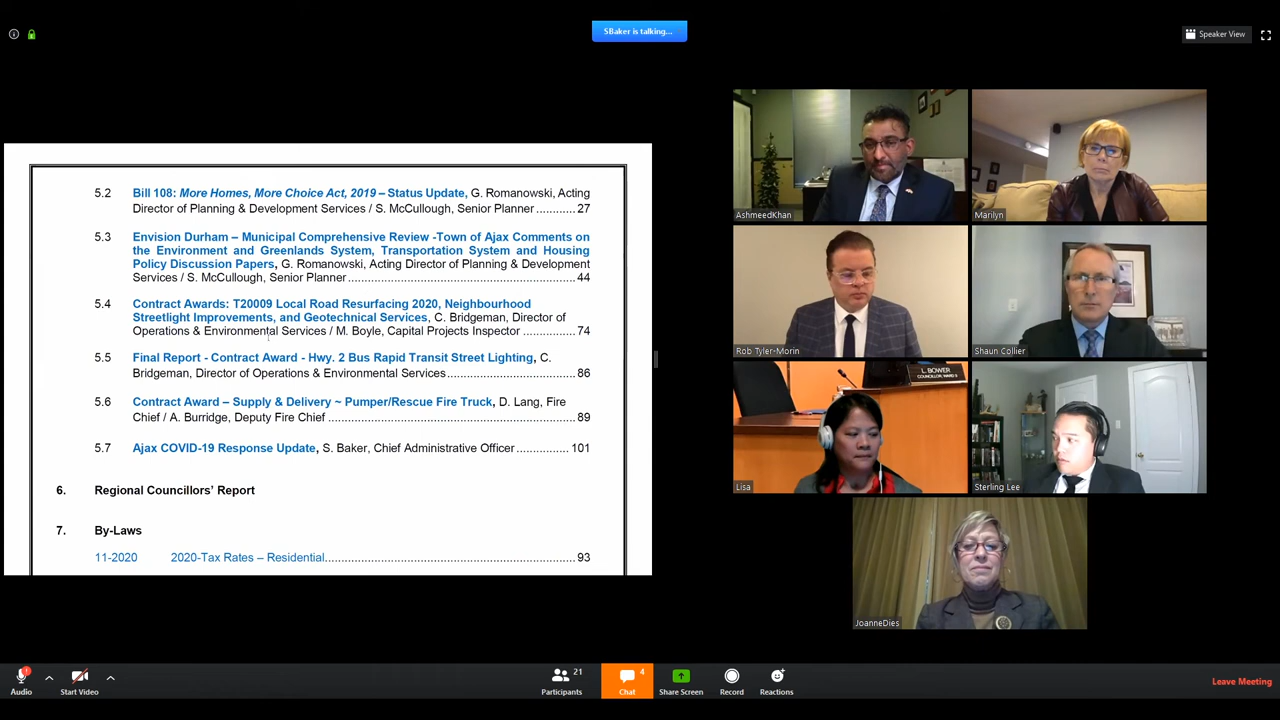 SBaker is talking...
Speaker View
5.2 Bill 108: More Homes, More Choice Act, 2019 – Status Update, G. Romanowski, Acting
Director of Planning & Development Services / S. McCullough, Senior Planner ............ 27
5.3 Envision Durham – Municipal Comprehensive Review -Town of Ajax Comments on
the Environment and Greenlands System, Transportation System and Housing
Policy Discussion Papers, G. Romanowski, Acting Director of Planning & Development
Services / S. McCullough, Senior Planner ............ 44
5.4 Contract Awards: T20009 Local Road Resurfacing 2020, Neighbourhood
Streetlight Improvements, and Geotechnical Services, C. Bridgeman, Director of
Operations & Environmental Services / M. Boyle, Capital Projects Inspector ............ 74
5.5 Final Report - Contract Award - Hwy. 2 Bus Rapid Transit Street Lighting, C.
Bridgeman, Director of Operations & Environmental Services ............ 86
5.6 Contract Award – Supply & Delivery ~ Pumper/Rescue Fire Truck, D. Lang, Fire
Chief / A. Burridge, Deputy Fire Chief ............ 89
5.7 Ajax COVID-19 Response Update, S. Baker, Chief Administrative Officer ............ 101
6. Regional Councillors' Report
7. By-Laws
11-2020 2020-Tax Rates – Residential ............ 93
AshmeedKhan
Marilyn
Rob Tyler-Morin
Shaun Collier
L. BOWER
COUNCILLOR, WARD 3
Lisa
Sterling Lee
JoanneDies
Audio
Start Video
21
Participants
4
Chat
Share Screen
Record
Reactions
Leave Meeting